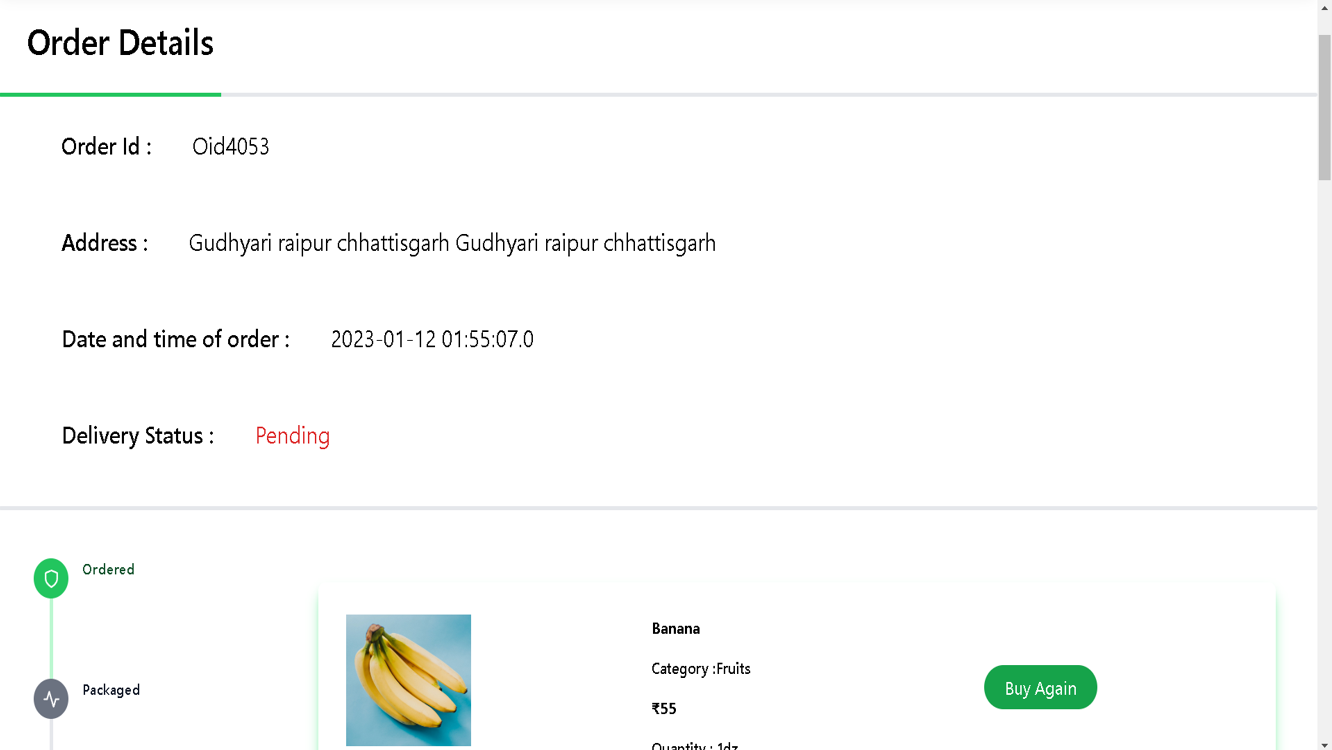 Order Details
Order Id : Oid4053
Address : Gudhyari raipur chhattisgarh Gudhyari raipur chhattisgarh
Date and time of order : 2023-01-12 01:55:07.0
Delivery Status : Pending
Ordered
Packaged
Banana
Category :Fruits
₹55
Quantity : 1dz
Buy Again